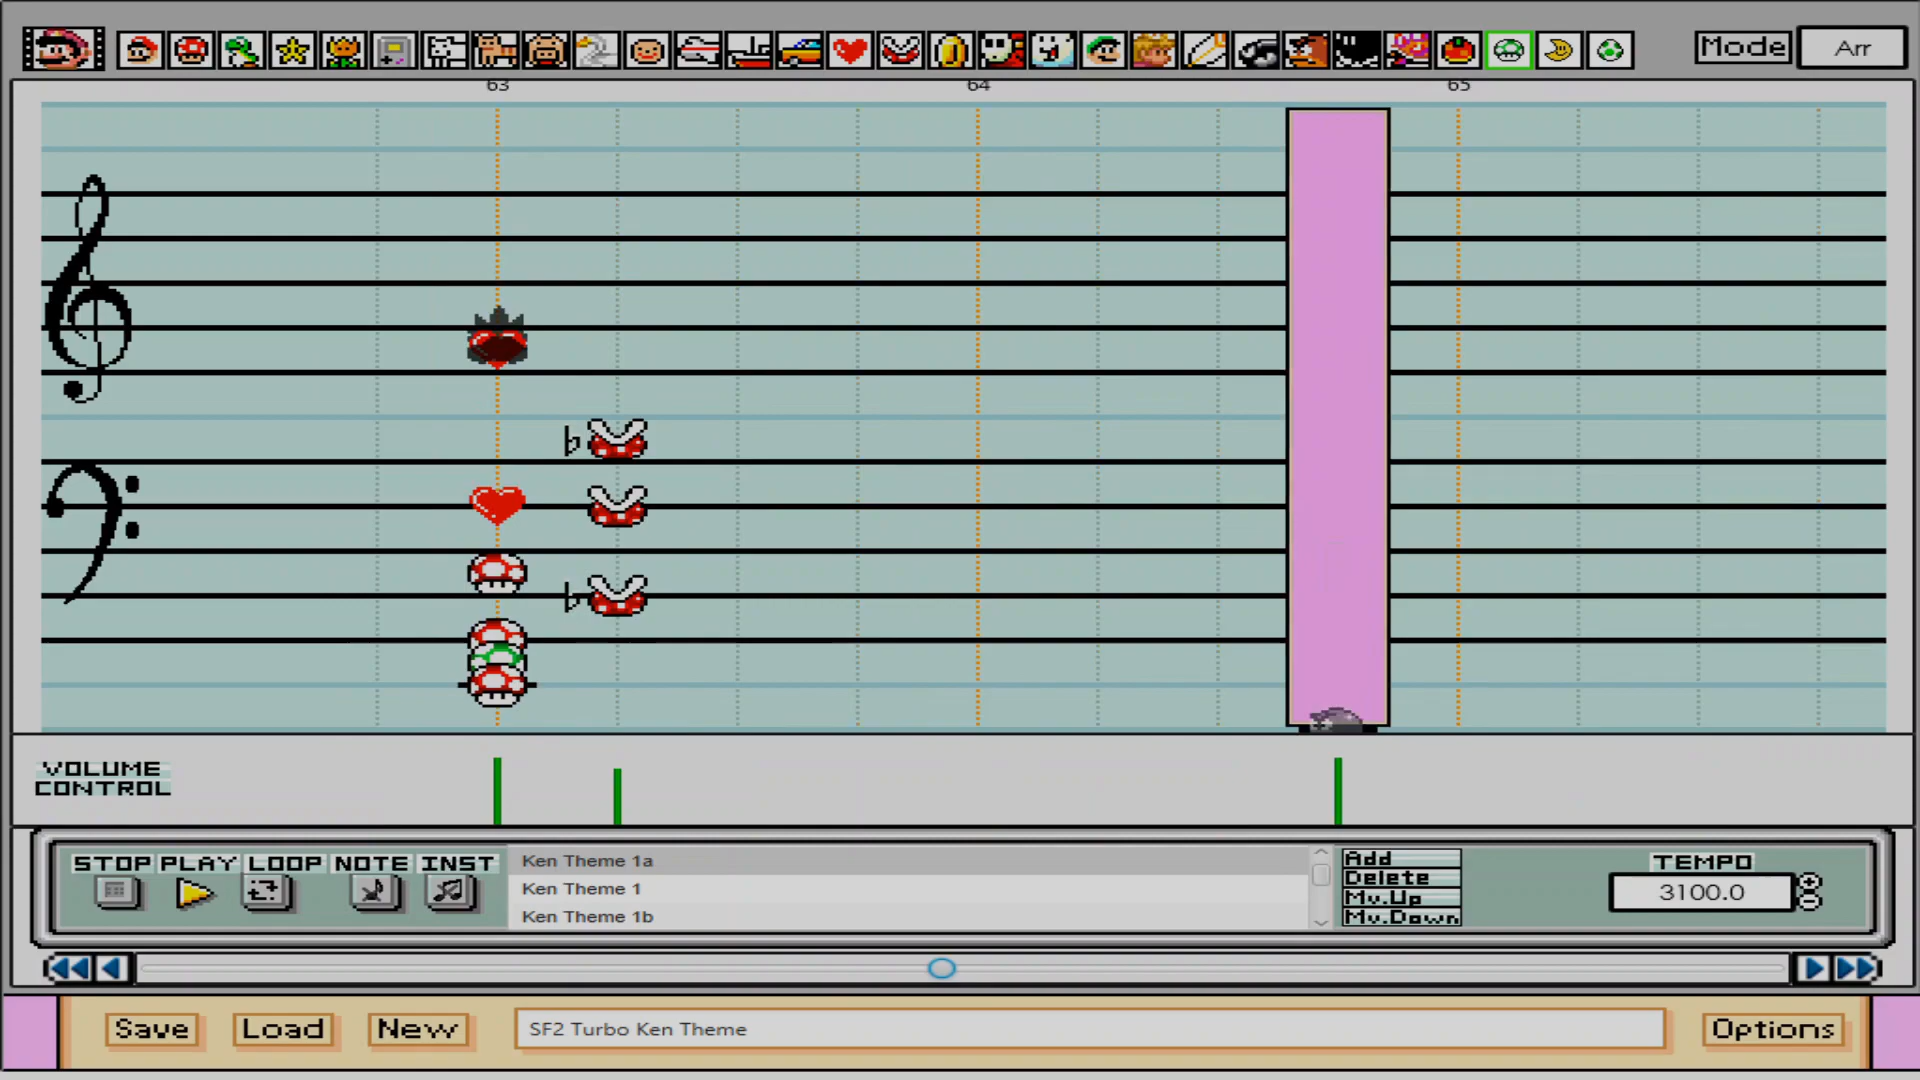 Mode
Arr
63
64
65
VOLUME
CONTROL
STOP PLAY LOOP NOTE INST
Ken Theme 1a
Ken Theme 1
Ken Theme 1b
Add
Delete
Mv.Up
Mv.Down
TEMPO
3100.0
Save
Load
New
SF2 Turbo Ken Theme
Options